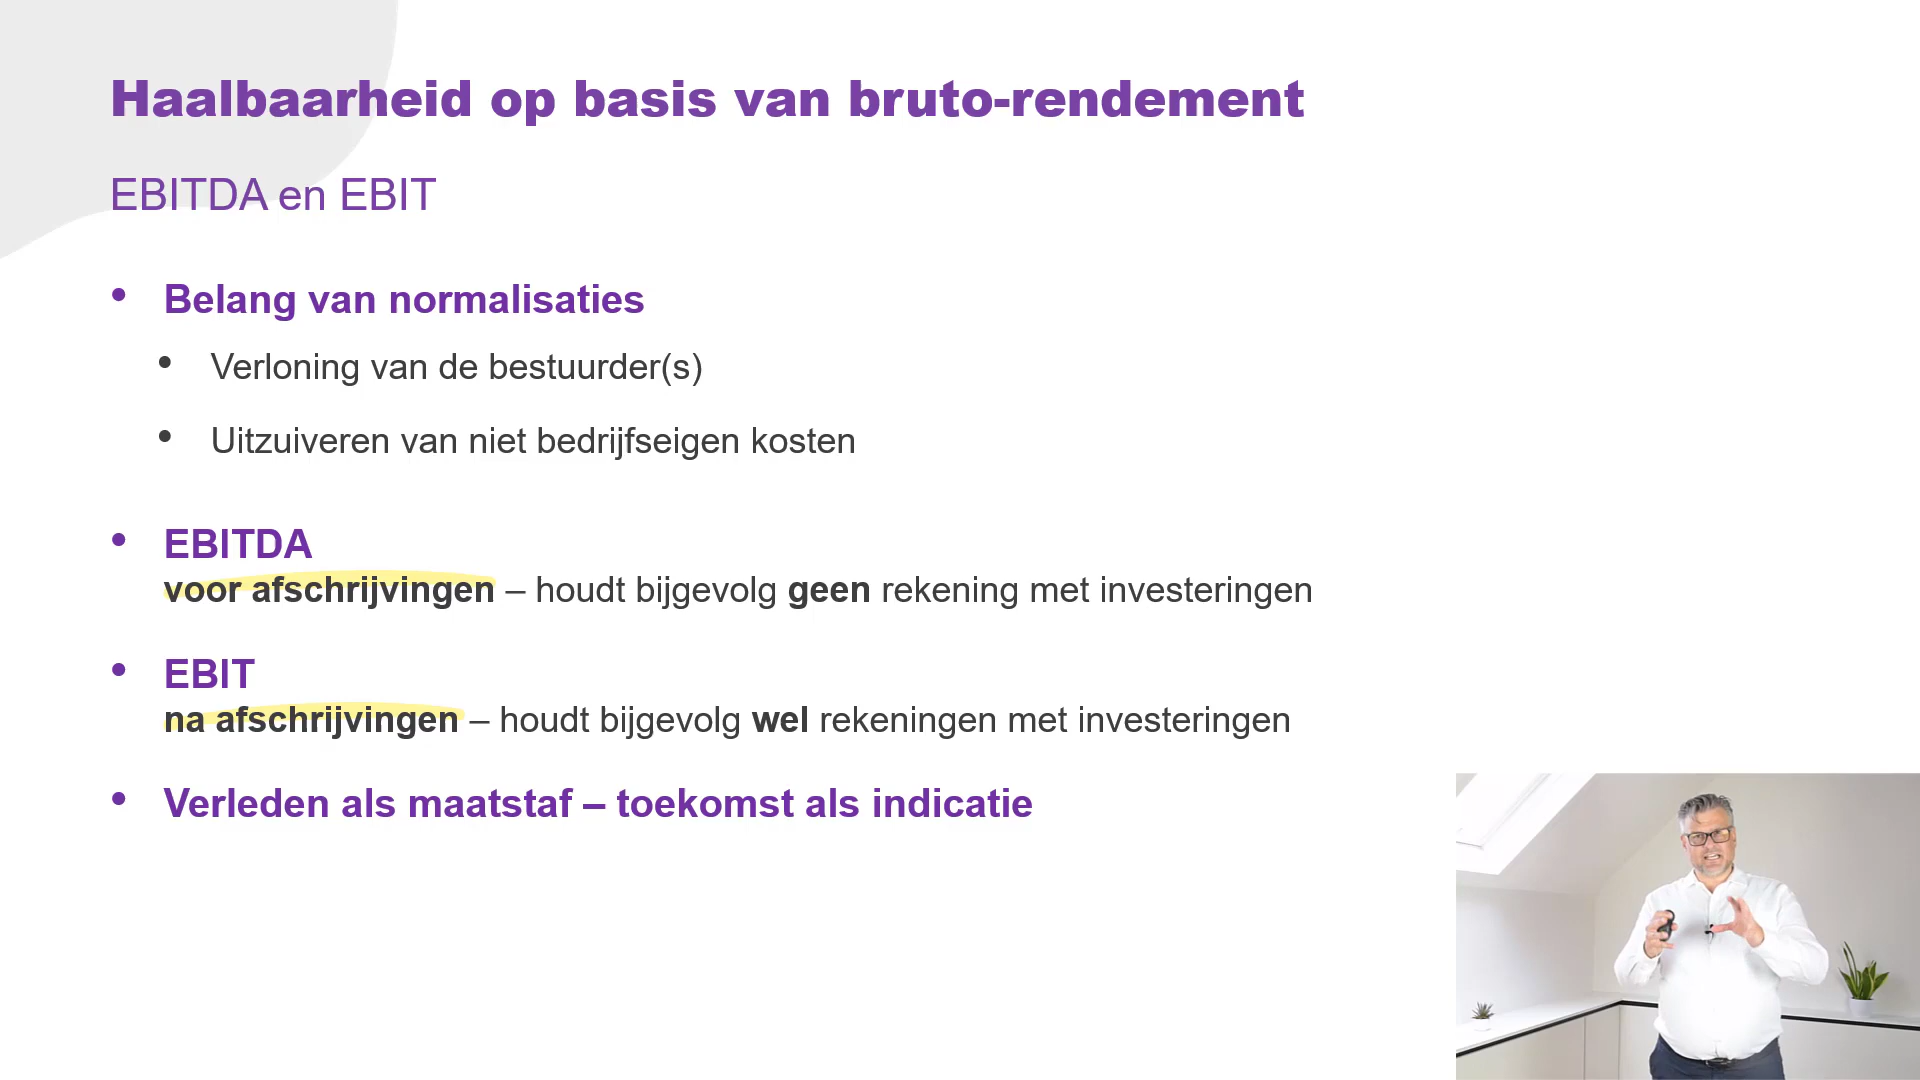 Haalbaarheid op basis van bruto-rendement
EBITDA en EBIT
• Belang van normalisaties
• Verloning van de bestuurder(s)
• Uitzuiveren van niet bedrijfseigen kosten
• EBITDA
voor afschrijvingen – houdt bijgevolg geen rekening met investeringen
• EBIT
na afschrijvingen – houdt bijgevolg wel rekeningen met investeringen
• Verleden als maatstaf – toekomst als indicatie